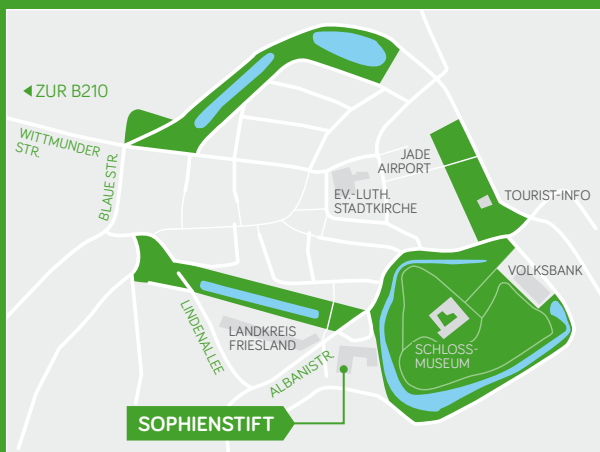 ZUR B210
WITTMUNDER
STR.
BLAUE STR.
JADE
AIRPORT
EV.-LUTH.
STADTKIRCHE
TOURIST-INFO
VOLKSBANK
LINDENALLEE
LANDKREIS
FRIESLAND
ALBANISTR.
SCHLOSS-
MUSEUM
SOPHIENSTIFT